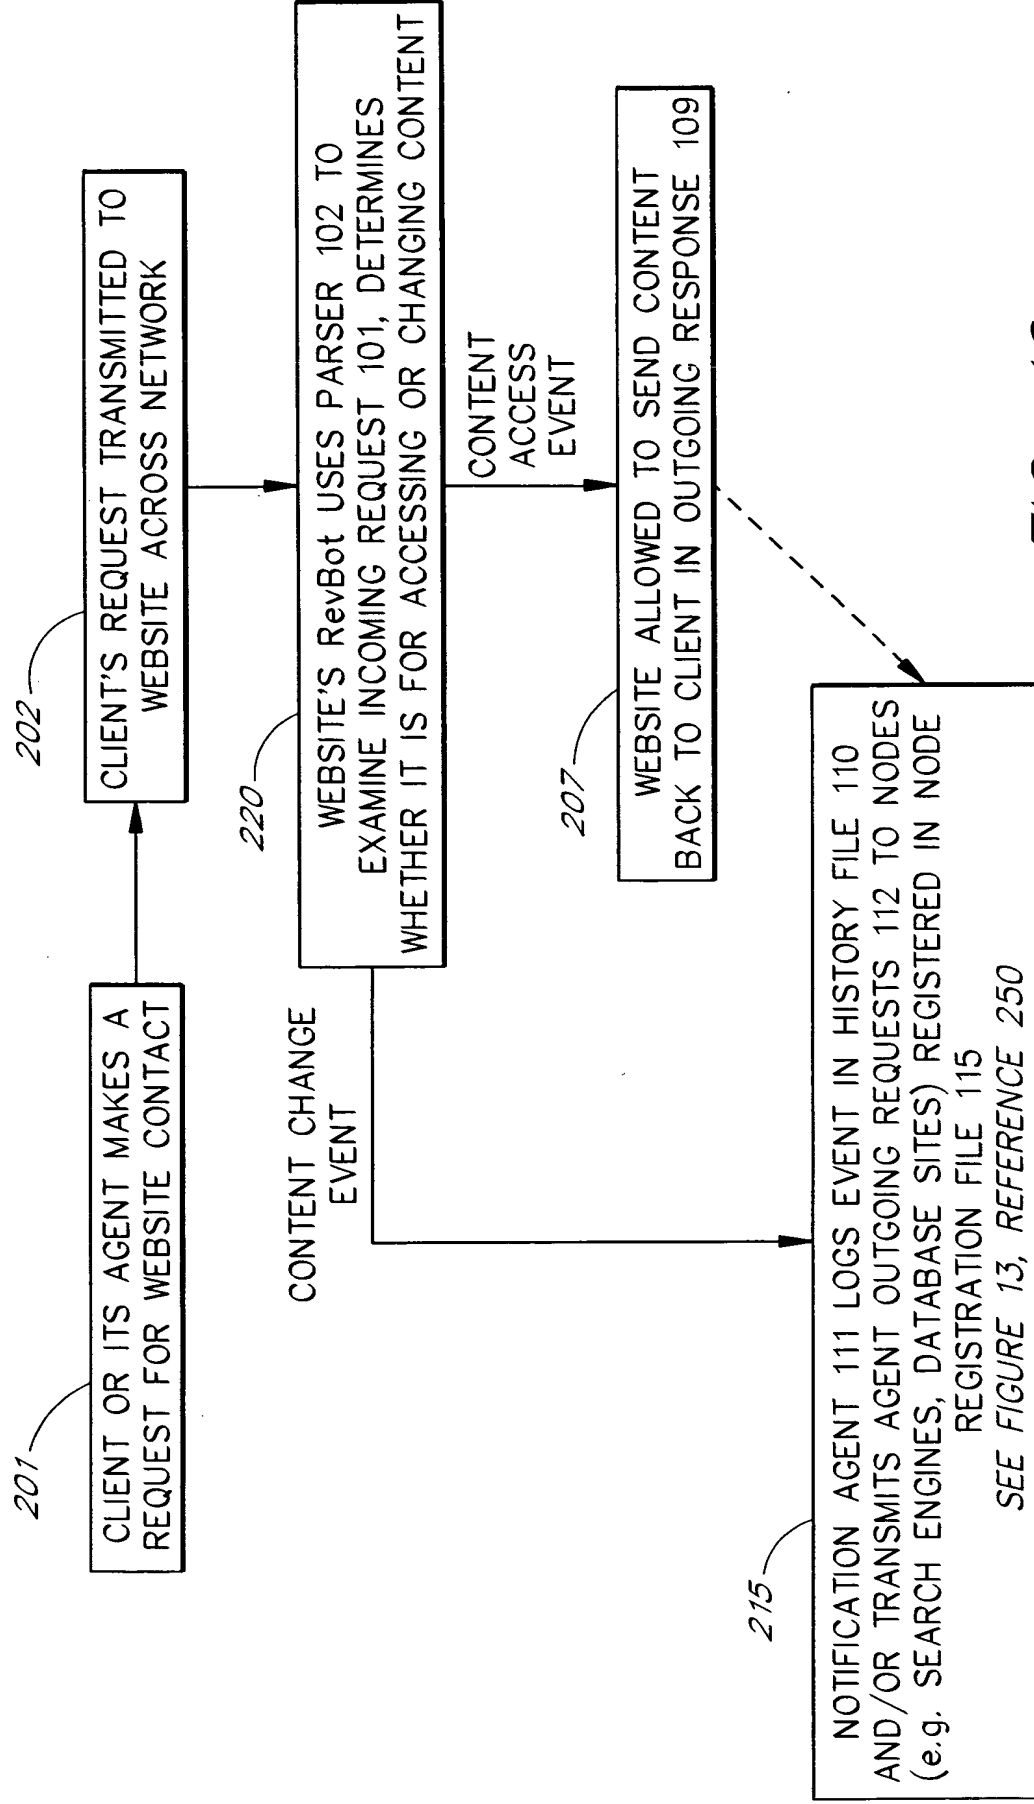 201
CLIENT OR ITS AGENT MAKES A
REQUEST FOR WEBSITE CONTACT
202
CLIENT'S REQUEST TRANSMITTED TO
WEBSITE ACROSS NETWORK
220
WEBSITE'S RevBot USES PARSER 102 TO
EXAMINE INCOMING REQUEST 101, DETERMINES
WHETHER IT IS FOR ACCESSING OR CHANGING CONTENT
CONTENT CHANGE
EVENT
CONTENT
ACCESS
EVENT
207
WEBSITE ALLOWED TO SEND CONTENT
BACK TO CLIENT IN OUTGOING RESPONSE 109
215
NOTIFICATION AGENT 111 LOGS EVENT IN HISTORY FILE 110
AND/OR TRANSMITS AGENT OUTGOING REQUESTS 112 TO NODES
(e.g. SEARCH ENGINES, DATABASE SITES) REGISTERED IN NODE
REGISTRATION FILE 115
SEE FIGURE 13, REFERENCE 250